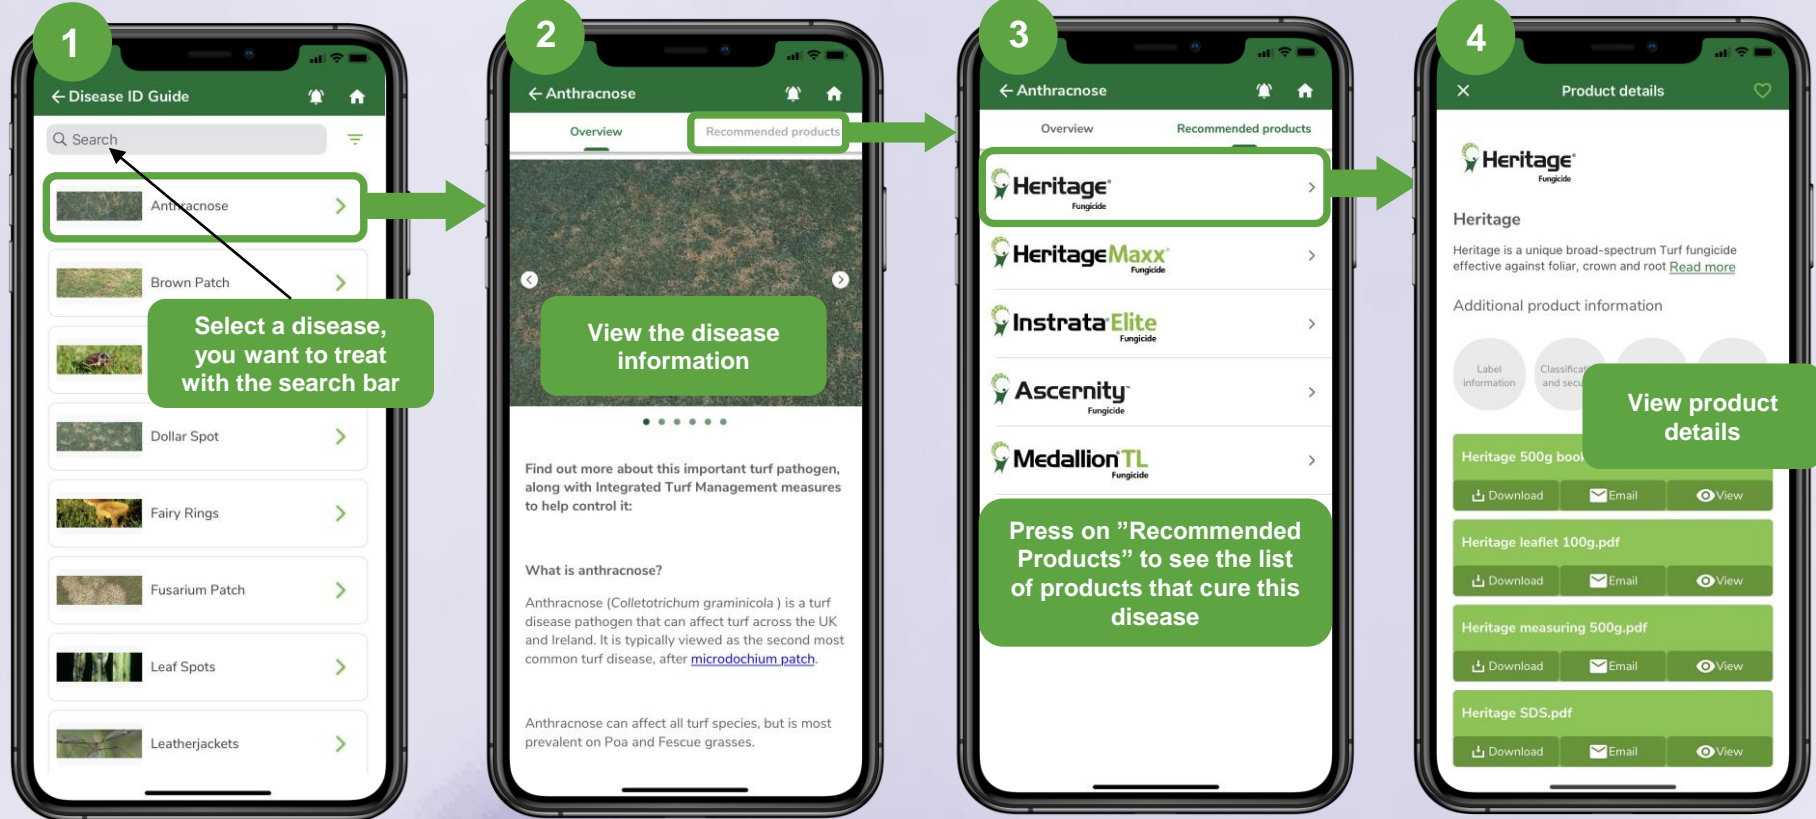 1
Disease ID Guide
Search
Anthracnose
Brown Patch
Select a disease,
you want to treat
with the search bar
Dollar Spot
Fairy Rings
Fusarium Patch
Leaf Spots
Leatherjackets
2
Anthracnose
Overview
Recommended products
View the disease
information
Find out more about this important turf pathogen,
along with Integrated Turf Management measures
to help control it:
What is anthracnose?
Anthracnose (Colletotrichum graminicola ) is a turf
disease pathogen that can affect turf across the UK
and Ireland. It is typically viewed as the second most
common turf disease, after microdochium patch.
Anthracnose can affect all turf species, but is most
prevalent on Poa and Fescue grasses.
3
Anthracnose
Overview
Recommended products
Heritage®
Fungicide
HeritageMaxx®
Fungicide
Instrata® Elite
Fungicide
Ascernity™
Fungicide
Medallion® TL
Fungicide
Press on ”Recommended
Products” to see the list
of products that cure this
disease
4
Product details
Heritage®
Fungicide
Heritage
Heritage is a unique broad-spectrum Turf fungicide
effective against foliar, crown and root Read more
Additional product information
Label
information
and
View product
details
Heritage 500g
Download
Email
View
Heritage leaflet 100g.pdf
Download
Email
View
Heritage measuring 500g.pdf
Download
Email
View
Heritage SDS.pdf
Download
Email
View